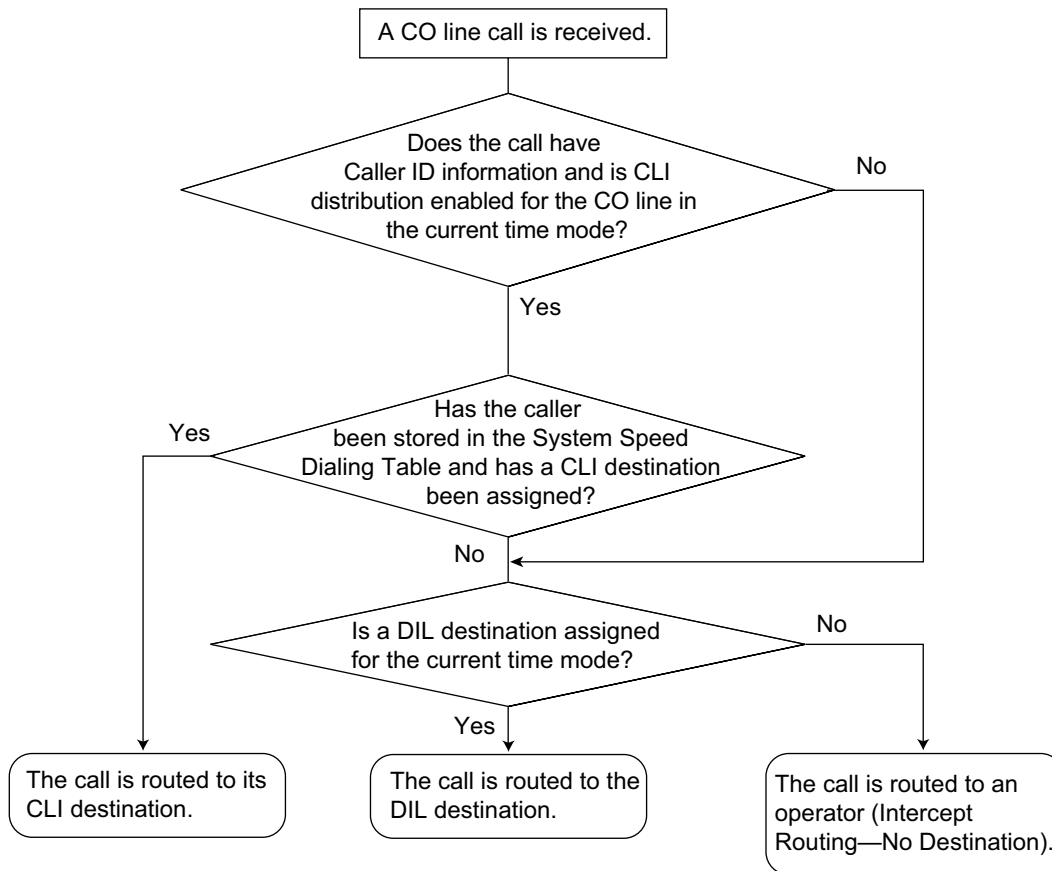 A CO line call is received.
Does the call have
Caller ID information and is CLI
distribution enabled for the CO line in
the current time mode?
No
Yes
Has the caller
been stored in the System Speed
Dialing Table and has a CLI destination
been assigned?
Yes
No
Is a DIL destination assigned
for the current time mode?
No
Yes
The call is routed to its
CLI destination.
The call is routed to the
DIL destination.
The call is routed to an
operator (Intercept
Routing—No Destination).